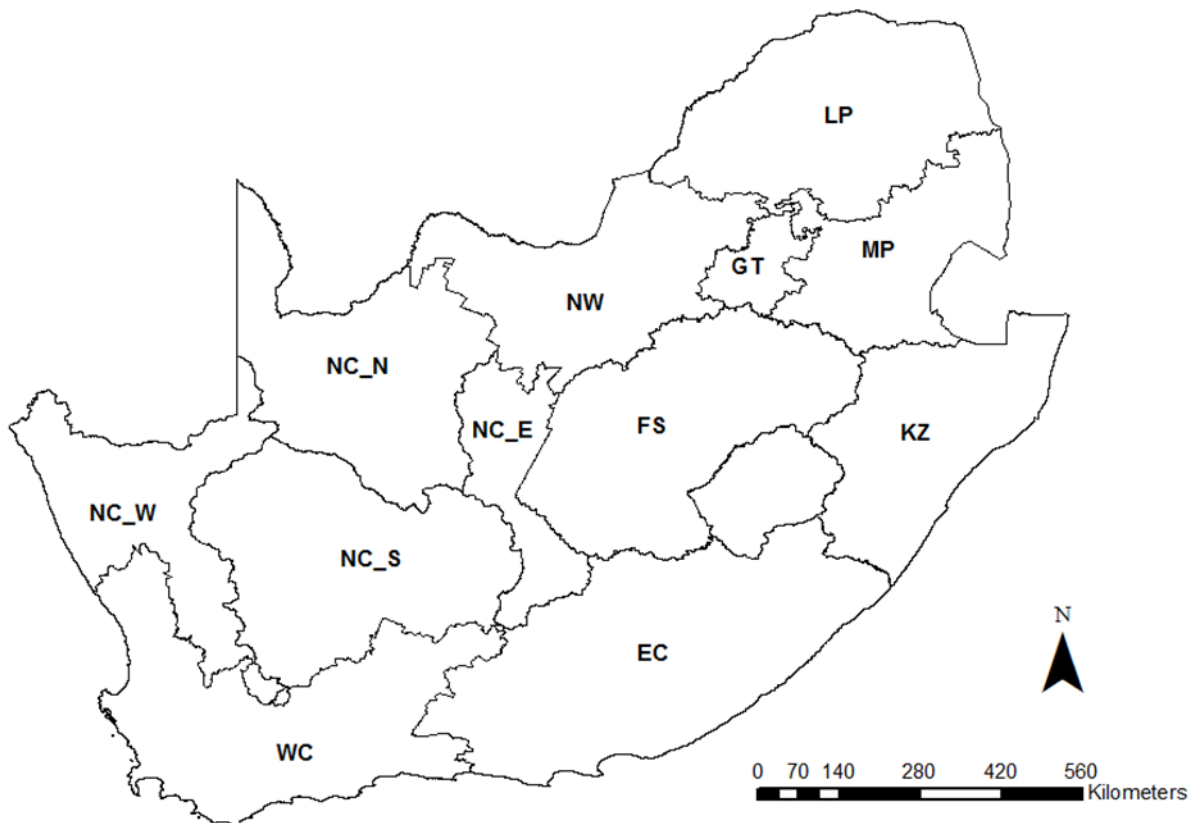 LP
MP
GT
NW
NC_N
NC_E
FS
KZ
NC_W
NC_S
EC
WC
N
0 70 140 280 420 560
Kilometers